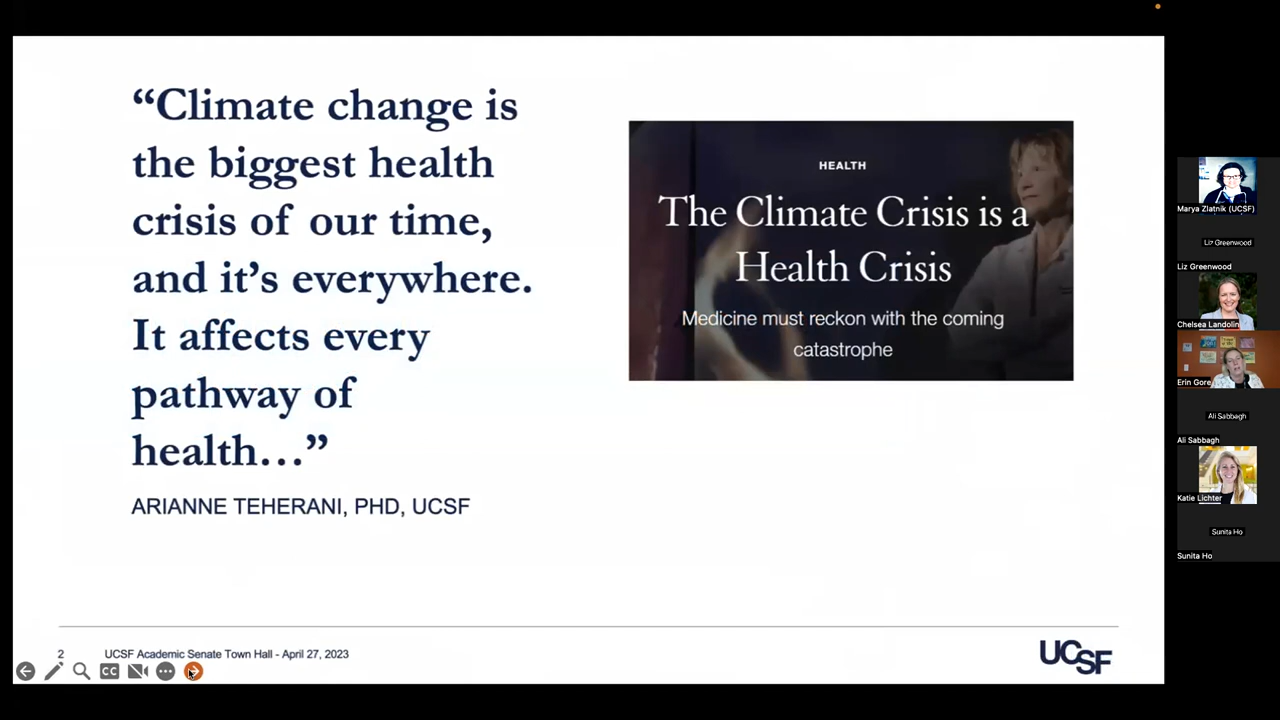 “Climate change is
the biggest health
crisis of our time,
and it’s everywhere.
It affects every
pathway of
health…”
ARIANNE TEHERANI, PHD, UCSF
HEALTH
The Climate Crisis is a
Health Crisis
Medicine must reckon with the coming
catastrophe
2
UCSF Academic Senate Town Hall - April 27, 2023
UCSF
CC
Marya Zlatnik (UCSF)
Liz Greenwood
Liz Greenwood
Chelsea Landolin
Erin Gore
Ali Sabbagh
Ali Sabbagh
Katie Lichter
Sunita Ho
Sunita Ho